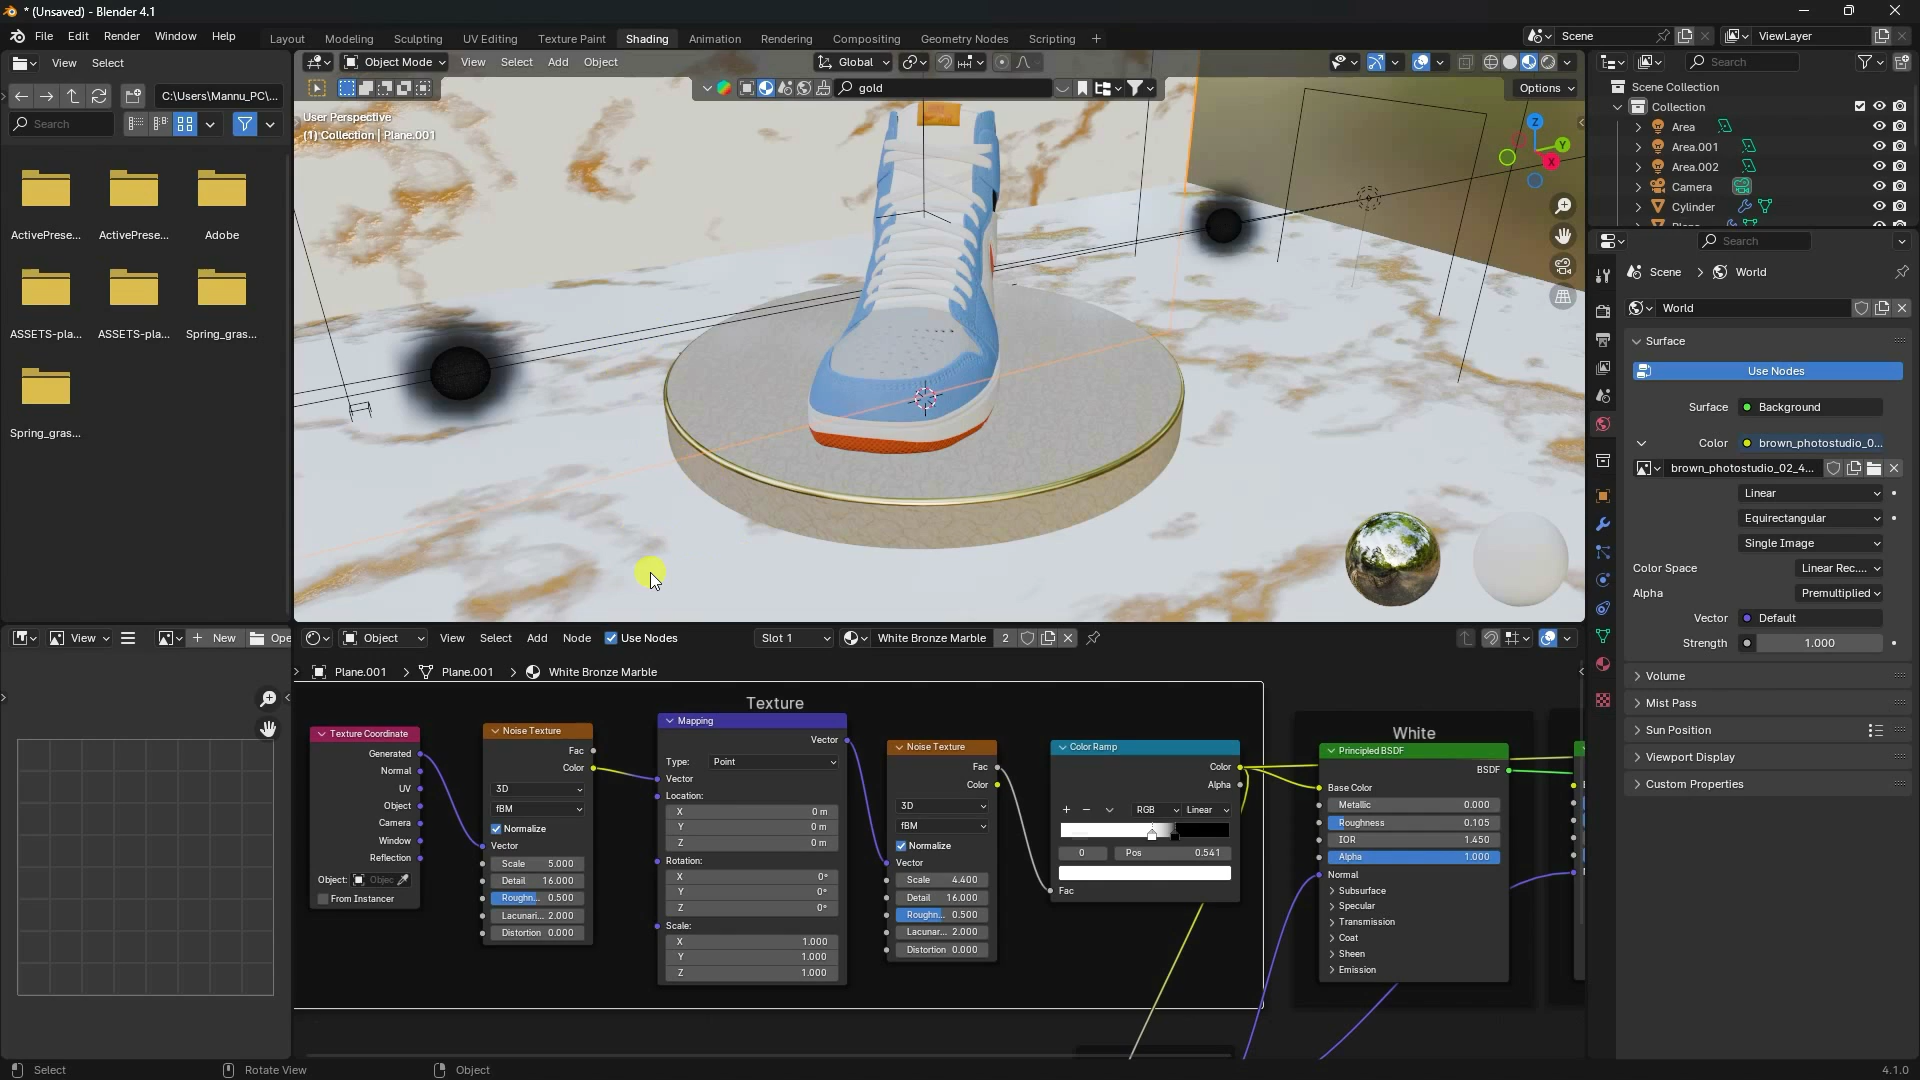 * (Unsaved) - Blender 4.1
File Edit Render Window Help
Layout Modeling Sculpting UV Editing Texture Paint Shading Animation Rendering Compositing Geometry Nodes Scripting +
Scene
ViewLayer
View Select
Object Mode View Select Add Object
Global
Search
C:\Users\Mannu_PC\...
gold
Options
Scene Collection
Collection
Area
Area.001
Area.002
Camera
Cylinder
Search
User Perspective
(1) Collection | Plane.001
Z
Y
X
ActivePrese...
ActivePrese...
Adobe
ASSETS-pla...
ASSETS-pla...
Spring_gras...
Spring_gras...
Search
Scene > World
World
Surface
Use Nodes
Surface Background
Color brown_photostudio_0...
brown_photostudio_02_4...
Linear
Equirectangular
Single Image
Color Space Linear Rec....
Alpha Premultiplied
Vector Default
Strength 1.000
Volume
Mist Pass
Sun Position
Viewport Display
Custom Properties
View
New
Ope
Object View Select Add Node Use Nodes
Slot 1
White Bronze Marble 2
Plane.001 > Plane.001 > White Bronze Marble
Texture
Texture Coordinate
Generated
Normal
UV
Object
Camera
Window
Reflection
Object: Objec
From Instancer
Noise Texture
Fac
Color
3D
fBM
Normalize
Vector
Scale 5.000
Detail 16.000
Roughn... 0.500
Lacunari... 2.000
Distortion 0.000
Mapping
Vector
Type: Point
Vector
Location:
X 0 m
Y 0 m
Z 0 m
Rotation:
X 0°
Y 0°
Z 0°
Scale:
X 1.000
Y 1.000
Z 1.000
Noise Texture
Fac
Color
3D
fBM
Normalize
Vector
Scale 4.400
Detail 16.000
Roughn... 0.500
Lacunar... 2.000
Distortion 0.000
Color Ramp
Color
Alpha
+ −
RGB Linear
0 Pos 0.541
Fac
White
Principled BSDF
BSDF
Base Color
Metallic 0.000
Roughness 0.105
IOR 1.450
Alpha 1.000
Normal
Subsurface
Specular
Transmission
Coat
Sheen
Emission
Select Rotate View Object
4.1.0